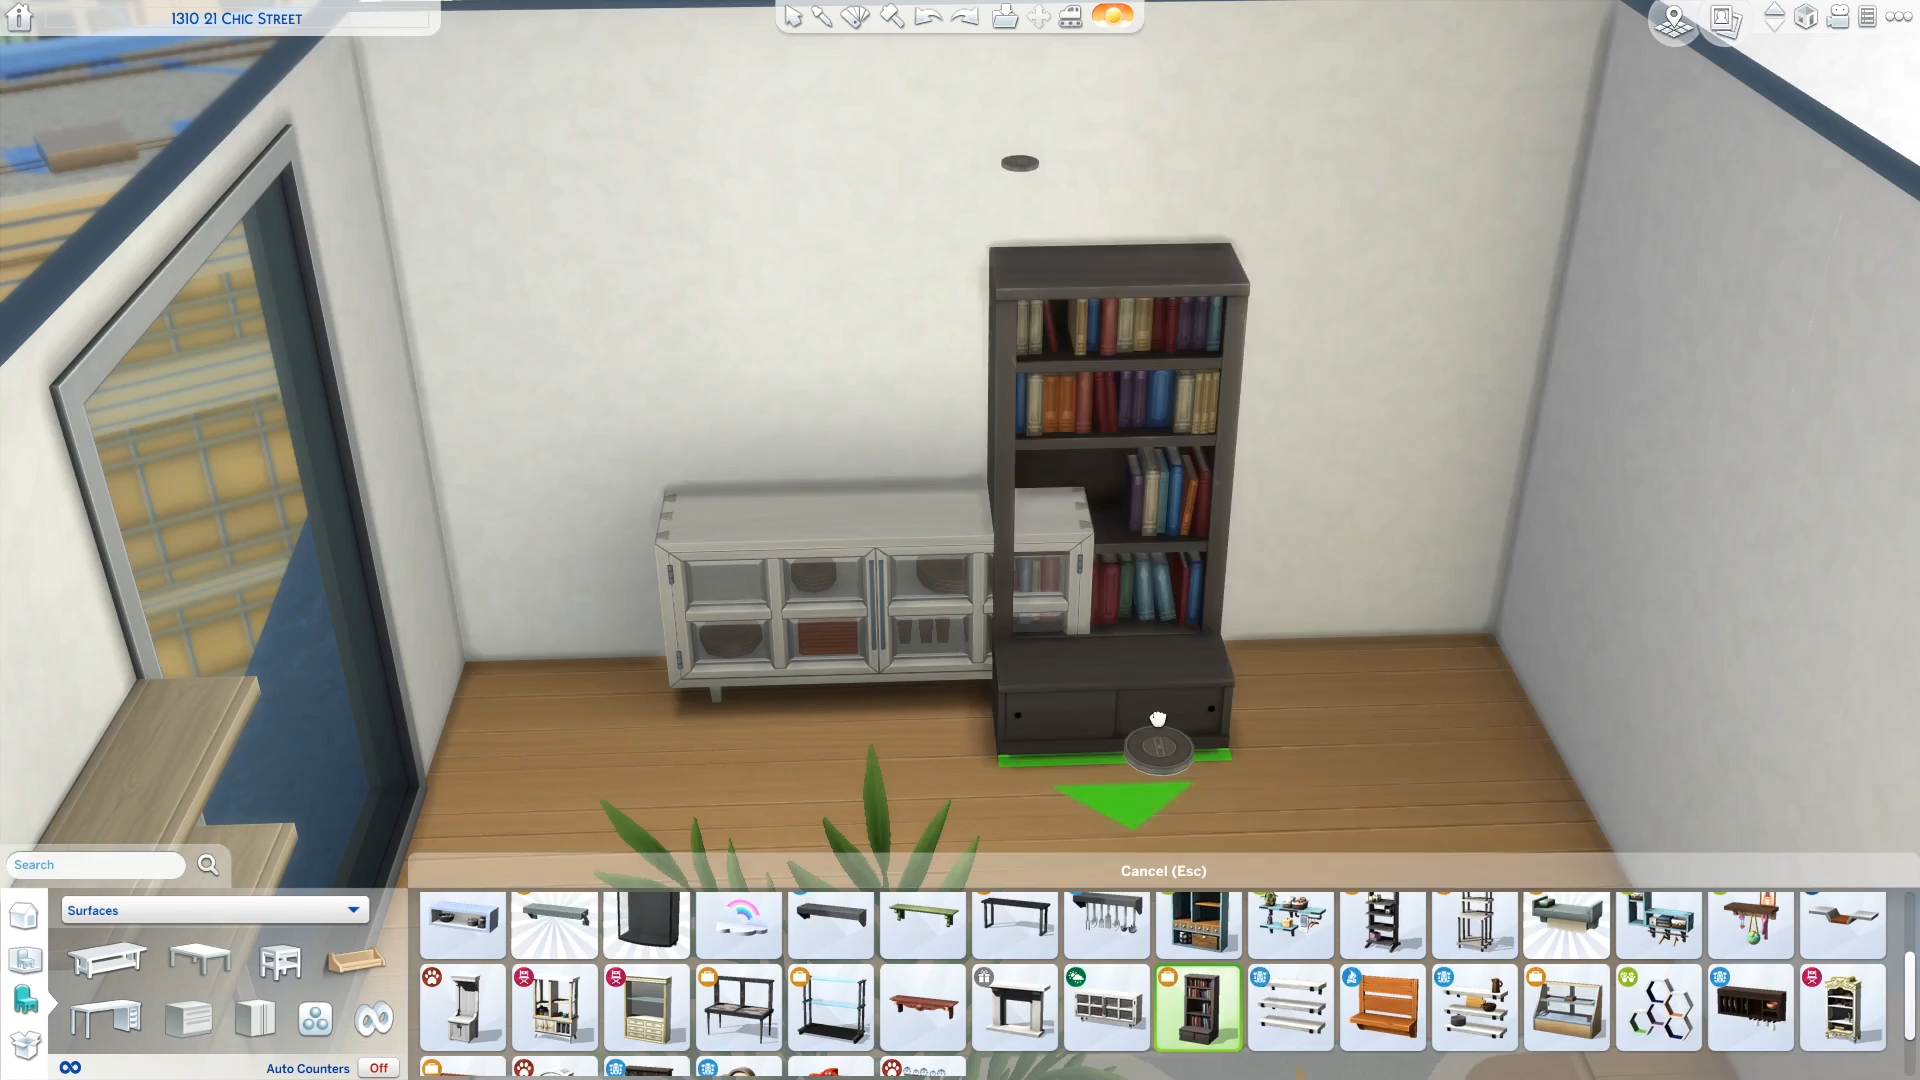 1310 21 Chic Street
Cancel (Esc)
Search
Surfaces
Auto Counters
Off